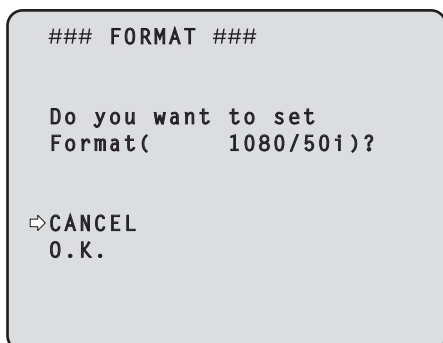 ### FORMAT ###
Do you want to set
Format(      1080/50i)?
⇨CANCEL
O.K.